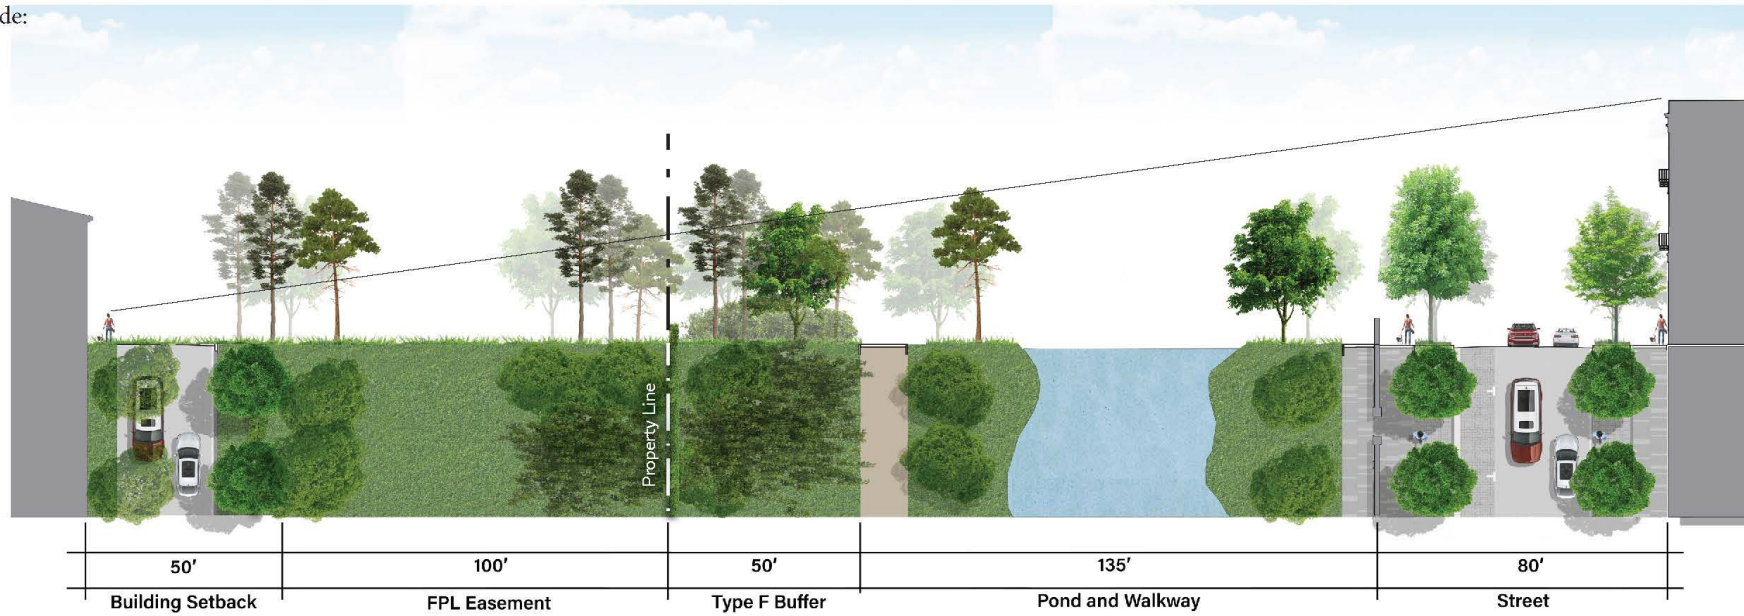 de:
Property Line
50' 100' 50' 135' 80'
Building Setback FPL Easement Type F Buffer Pond and Walkway Street